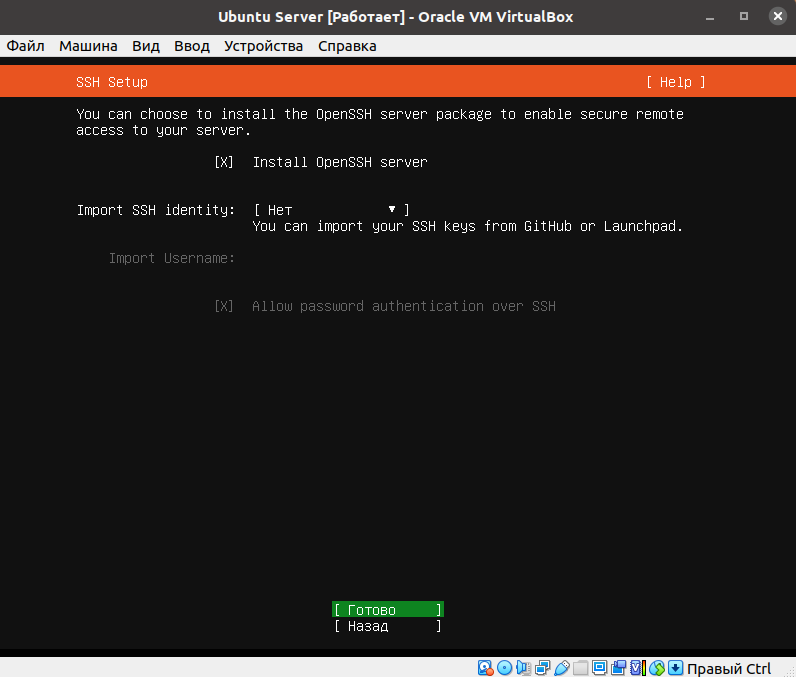 Ubuntu Server [Работает] - Oracle VM VirtualBox
Файл Машина Вид Ввод Устройства Справка
SSH Setup [ Help ]
You can choose to install the OpenSSH server package to enable secure remote
access to your server.
[X] Install OpenSSH server
Import SSH identity: [ Нет ▾ ]
You can import your SSH keys from GitHub or Launchpad.
Import Username:
[X] Allow password authentication over SSH
[ Готово ]
[ Назад ]
Правый Ctrl